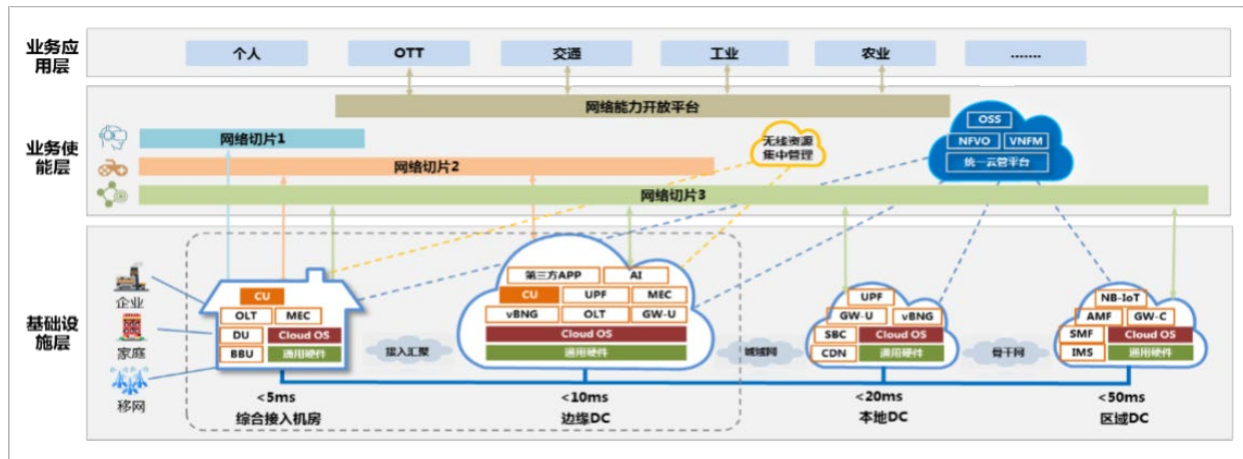 业务应
用层
个人
OTT
交通
工业
农业
.......
业务使
能层
网络能力开放平台
网络切片1
网络切片2
网络切片3
无线资源
集中管理
OSS
NFVO
VNFM
统一云管平台
基础设
施层
企业
家庭
移网
CU
OLT
MEC
DU
Cloud OS
BBU
通用硬件
接入汇聚
第三方APP
AI
CU
UPF
MEC
vBNG
OLT
GW-U
Cloud OS
通用硬件
城域网
UPF
GW-U
vBNG
SBC
Cloud OS
CDN
通用硬件
骨干网
NB-IoT
AMF
GW-C
SMF
Cloud OS
IMS
通用硬件
<5ms
<10ms
<20ms
<50ms
综合接入机房
边缘DC
本地DC
区域DC